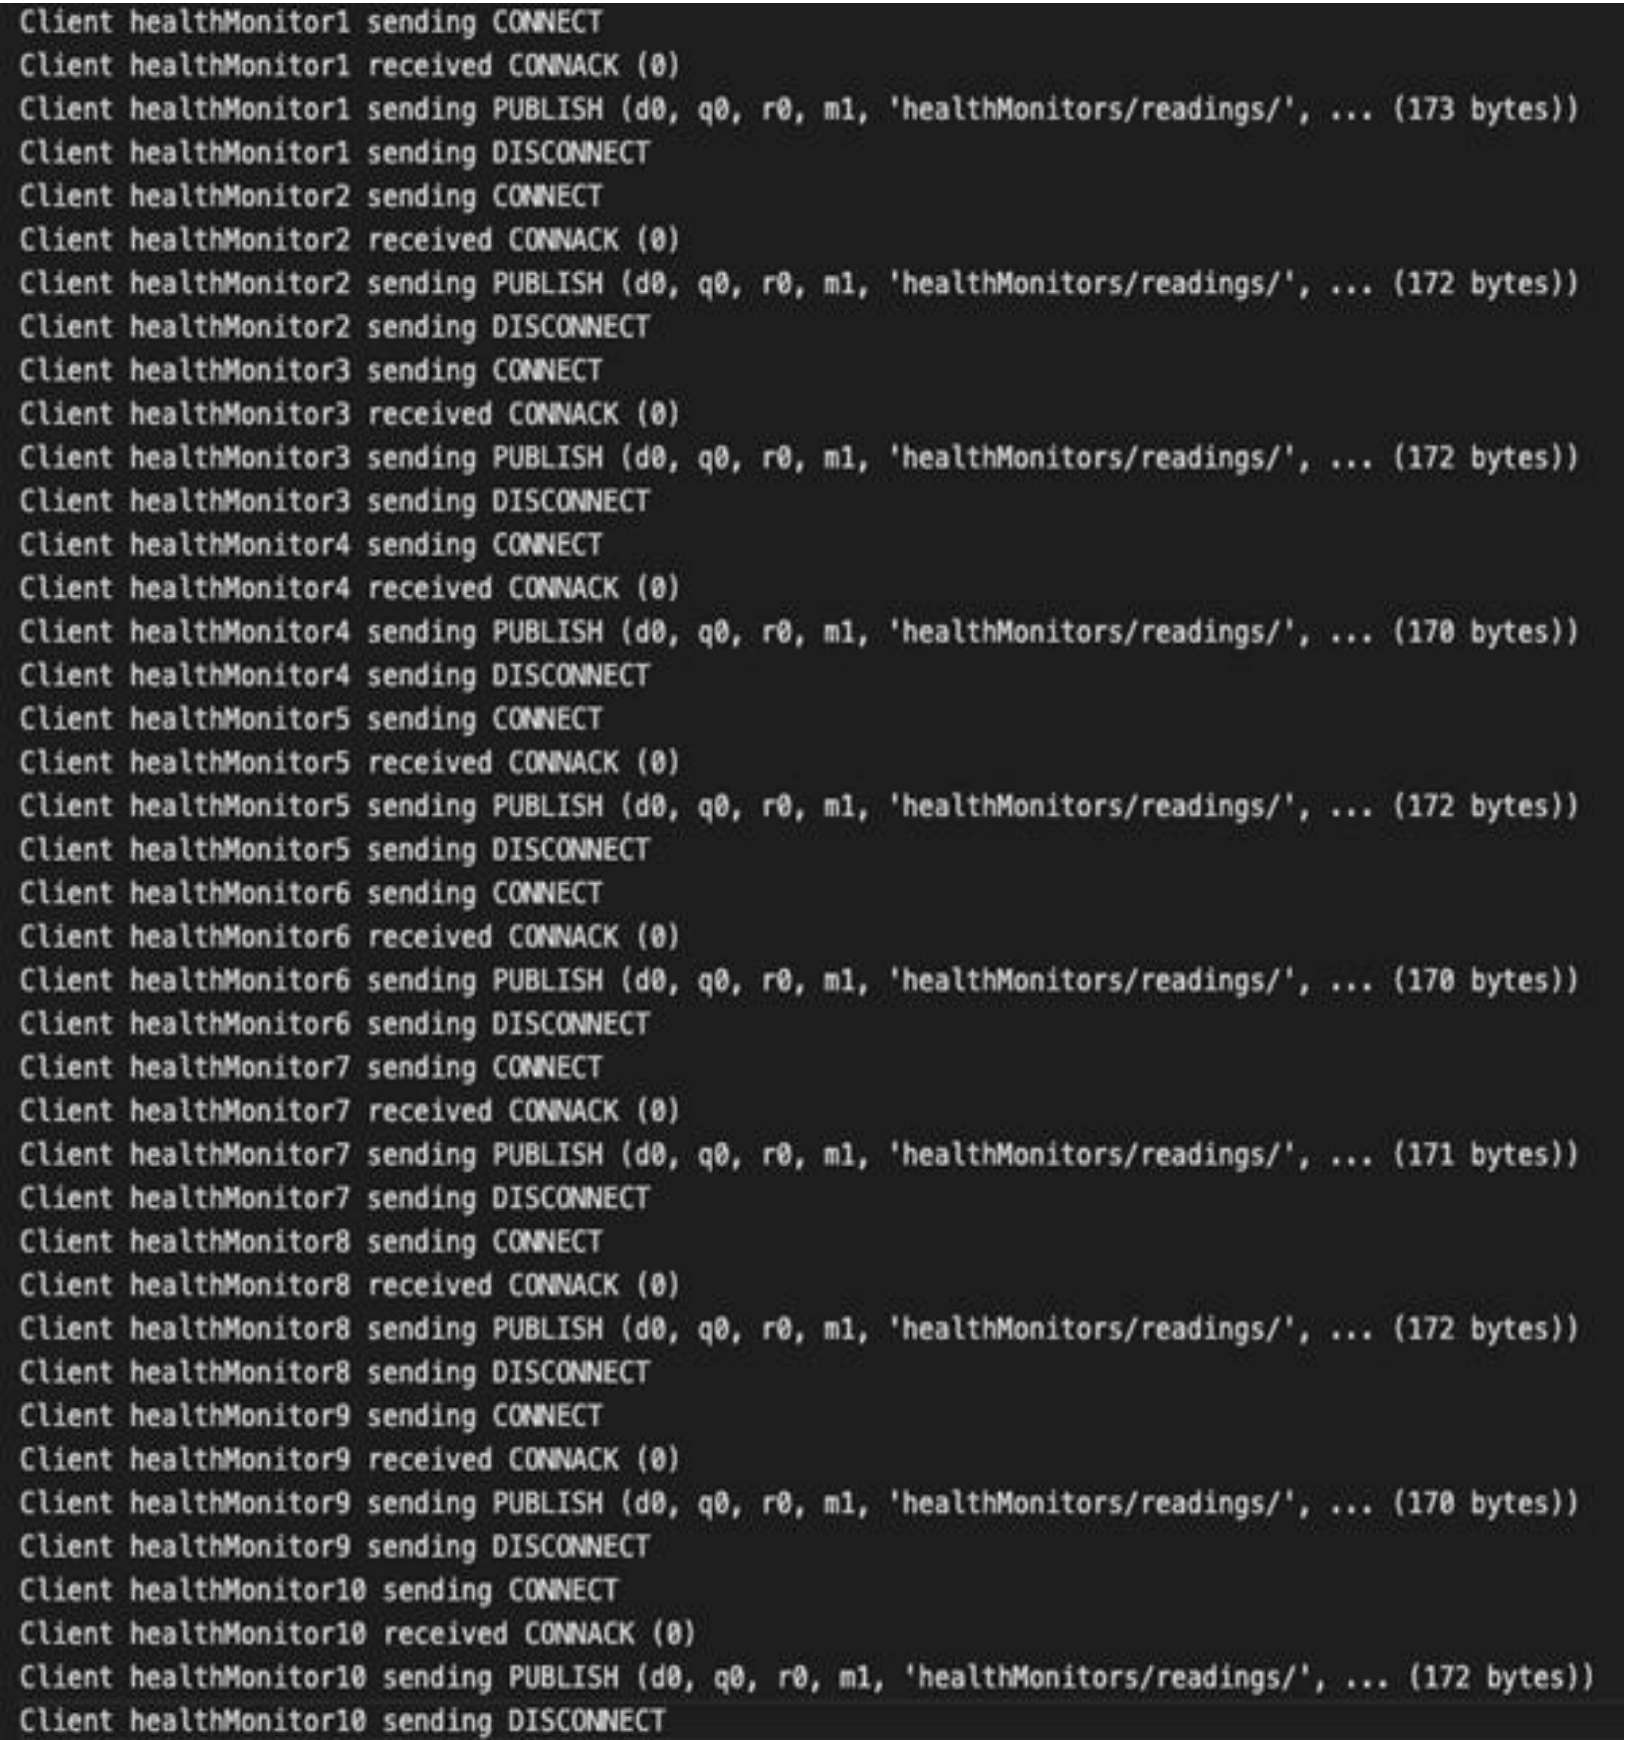 Client healthMonitor1 sending CONNECT
Client healthMonitor1 received CONNACK (0)
Client healthMonitor1 sending PUBLISH (d0, q0, r0, m1, 'healthMonitors/readings/', ... (173 bytes))
Client healthMonitor1 sending DISCONNECT
Client healthMonitor2 sending CONNECT
Client healthMonitor2 received CONNACK (0)
Client healthMonitor2 sending PUBLISH (d0, q0, r0, m1, 'healthMonitors/readings/', ... (172 bytes))
Client healthMonitor2 sending DISCONNECT
Client healthMonitor3 sending CONNECT
Client healthMonitor3 received CONNACK (0)
Client healthMonitor3 sending PUBLISH (d0, q0, r0, m1, 'healthMonitors/readings/', ... (172 bytes))
Client healthMonitor3 sending DISCONNECT
Client healthMonitor4 sending CONNECT
Client healthMonitor4 received CONNACK (0)
Client healthMonitor4 sending PUBLISH (d0, q0, r0, m1, 'healthMonitors/readings/', ... (170 bytes))
Client healthMonitor4 sending DISCONNECT
Client healthMonitor5 sending CONNECT
Client healthMonitor5 received CONNACK (0)
Client healthMonitor5 sending PUBLISH (d0, q0, r0, m1, 'healthMonitors/readings/', ... (172 bytes))
Client healthMonitor5 sending DISCONNECT
Client healthMonitor6 sending CONNECT
Client healthMonitor6 received CONNACK (0)
Client healthMonitor6 sending PUBLISH (d0, q0, r0, m1, 'healthMonitors/readings/', ... (170 bytes))
Client healthMonitor6 sending DISCONNECT
Client healthMonitor7 sending CONNECT
Client healthMonitor7 received CONNACK (0)
Client healthMonitor7 sending PUBLISH (d0, q0, r0, m1, 'healthMonitors/readings/', ... (171 bytes))
Client healthMonitor7 sending DISCONNECT
Client healthMonitor8 sending CONNECT
Client healthMonitor8 received CONNACK (0)
Client healthMonitor8 sending PUBLISH (d0, q0, r0, m1, 'healthMonitors/readings/', ... (172 bytes))
Client healthMonitor8 sending DISCONNECT
Client healthMonitor9 sending CONNECT
Client healthMonitor9 received CONNACK (0)
Client healthMonitor9 sending PUBLISH (d0, q0, r0, m1, 'healthMonitors/readings/', ... (170 bytes))
Client healthMonitor9 sending DISCONNECT
Client healthMonitor10 sending CONNECT
Client healthMonitor10 received CONNACK (0)
Client healthMonitor10 sending PUBLISH (d0, q0, r0, m1, 'healthMonitors/readings/', ... (172 bytes))
Client healthMonitor10 sending DISCONNECT